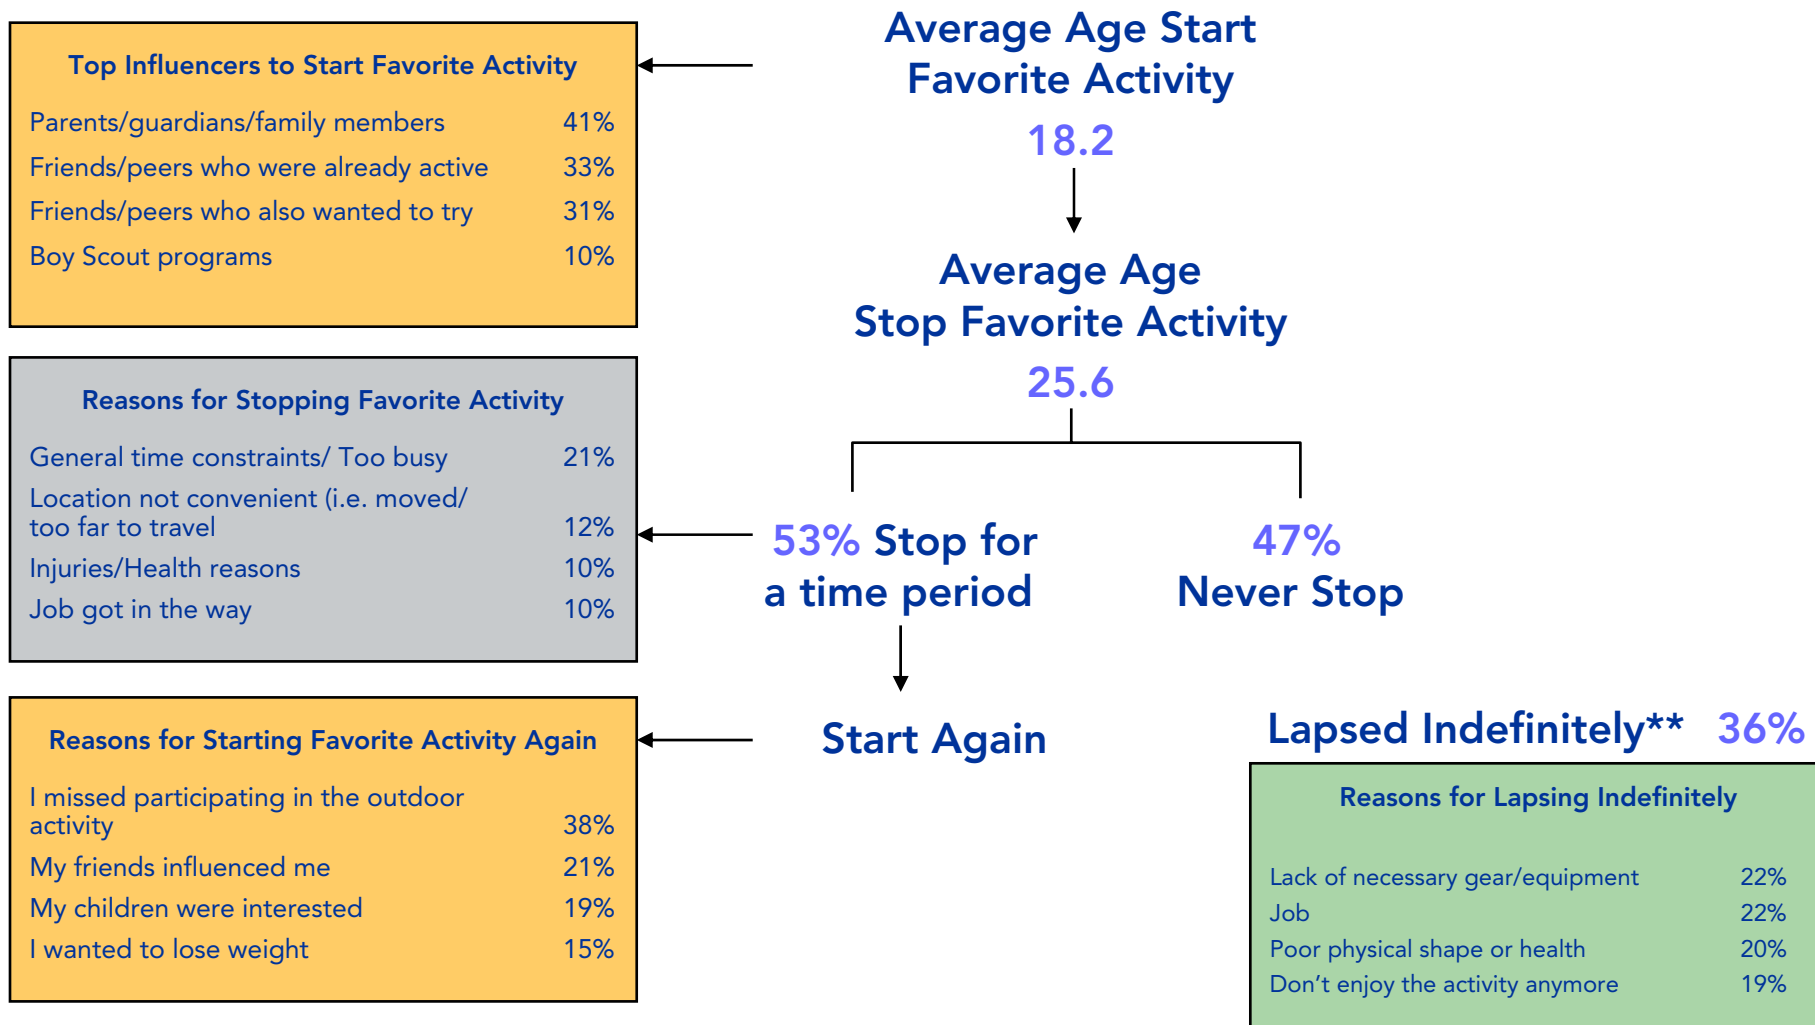 Average Age Start
Favorite Activity
18.2
Top Influencers to Start Favorite Activity
Parents/guardians/family members 41%
Friends/peers who were already active 33%
Friends/peers who also wanted to try 31%
Boy Scout programs 10%
Average Age
Stop Favorite Activity
25.6
Reasons for Stopping Favorite Activity
General time constraints/ Too busy 21%
Location not convenient (i.e. moved/
too far to travel 12%
Injuries/Health reasons 10%
Job got in the way 10%
53% Stop for
a time period
47%
Never Stop
Reasons for Starting Favorite Activity Again
I missed participating in the outdoor
activity 38%
My friends influenced me 21%
My children were interested 19%
I wanted to lose weight 15%
Start Again
Lapsed Indefinitely** 36%
Reasons for Lapsing Indefinitely
Lack of necessary gear/equipment 22%
Job 22%
Poor physical shape or health 20%
Don't enjoy the activity anymore 19%